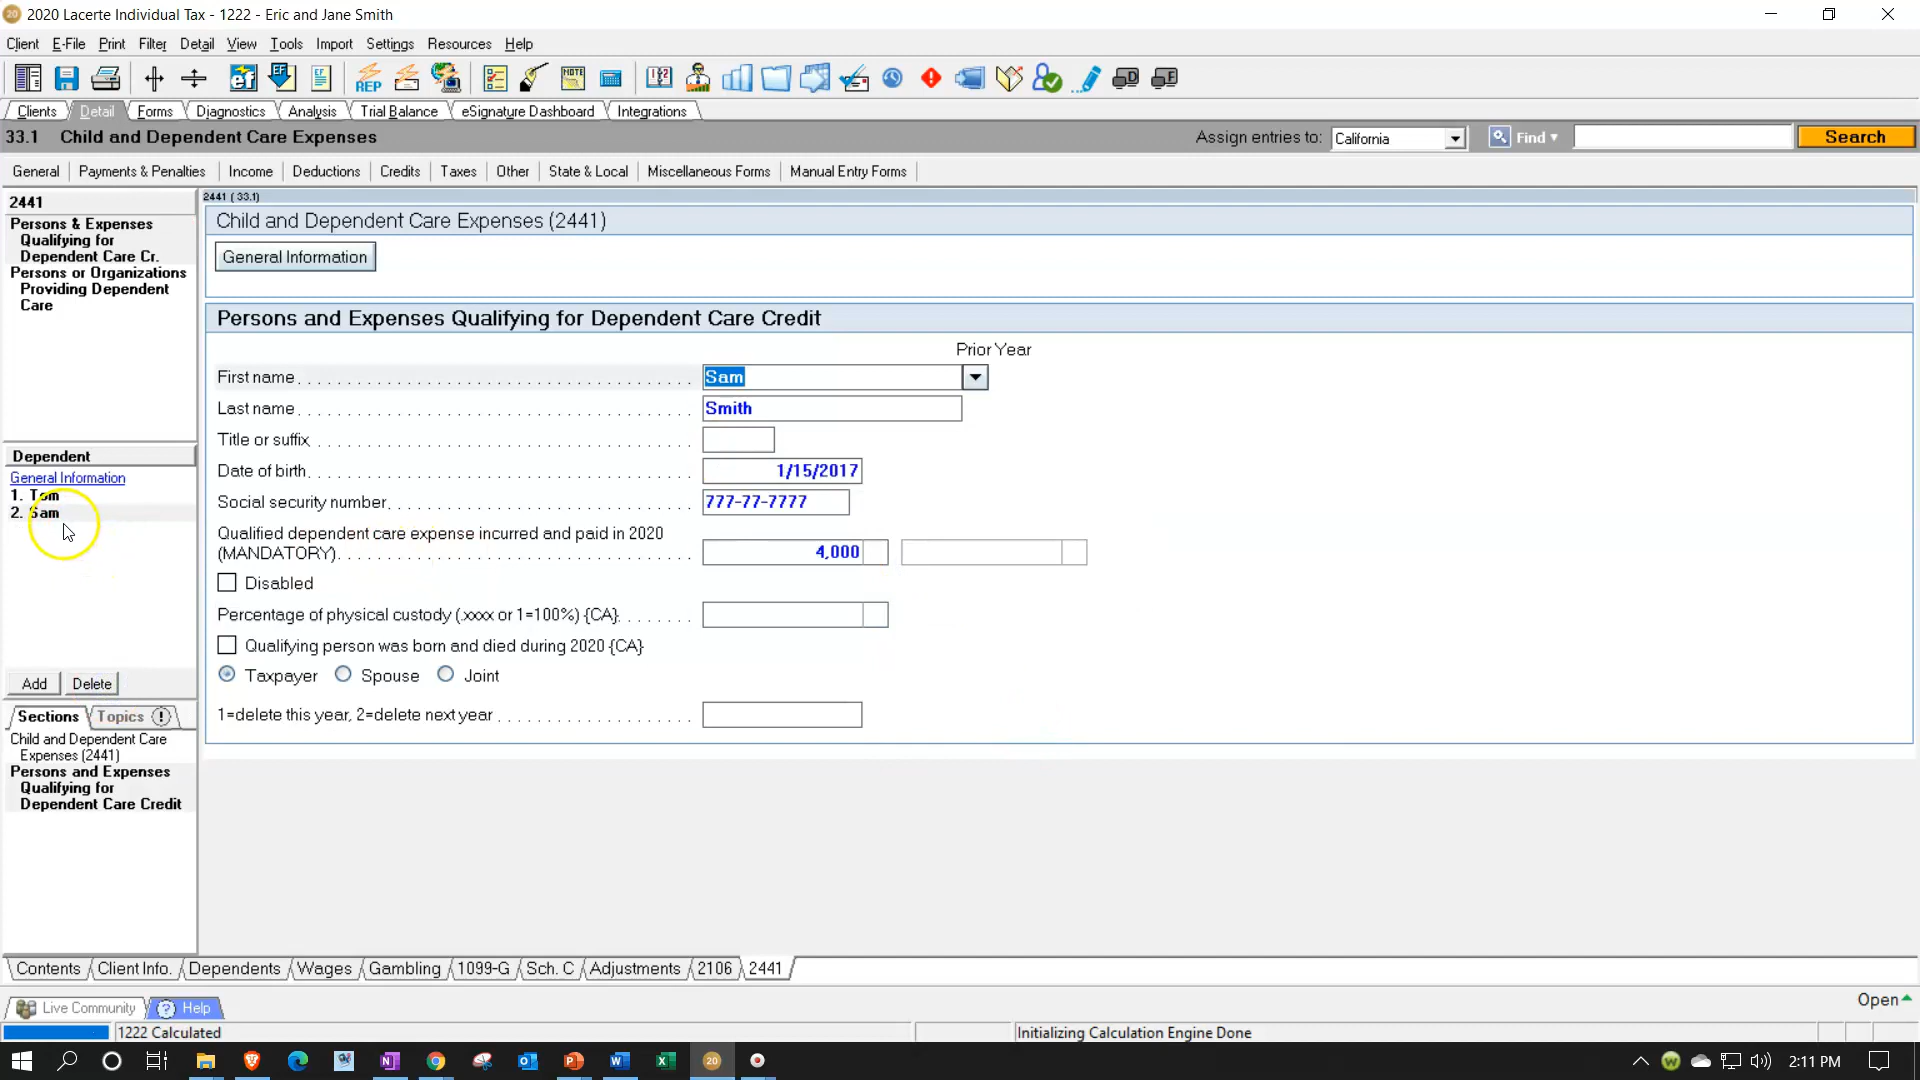 2020 Lacerte Individual Tax - 1222 - Eric and Jane Smith
Client E-File Print Filter Detail View Tools Import Settings Resources Help
Clients Detail Forms Diagnostics Analysis Trial Balance eSignature Dashboard Integrations
33.1 Child and Dependent Care Expenses
Assign entries to: California Find Search
General Payments & Penalties Income Deductions Credits Taxes Other State & Local Miscellaneous Forms Manual Entry Forms
2441
Persons & Expenses
Qualifying for
Dependent Care Cr.
Persons or Organizations
Providing Dependent
Care
Dependent
General Information
1. Tom
2. Sam
Add Delete
Sections Topics
Child and Dependent Care
Expenses (2441)
Persons and Expenses
Qualifying for
Dependent Care Credit
2441 (33.1)
Child and Dependent Care Expenses (2441)
General Information
Persons and Expenses Qualifying for Dependent Care Credit
Prior Year
First name Sam
Last name Smith
Title or suffix
Date of birth 1/15/2017
Social security number 777-77-7777
Qualified dependent care expense incurred and paid in 2020
(MANDATORY) 4,000
Disabled
Percentage of physical custody (.xxxx or 1=100%) {CA}
Qualifying person was born and died during 2020 {CA}
Taxpayer Spouse Joint
1=delete this year, 2=delete next year
Contents Client Info. Dependents Wages Gambling 1099-G Sch. C Adjustments 2106 2441
Live Community Help
Open
1222 Calculated
Initializing Calculation Engine Done
2:11 PM